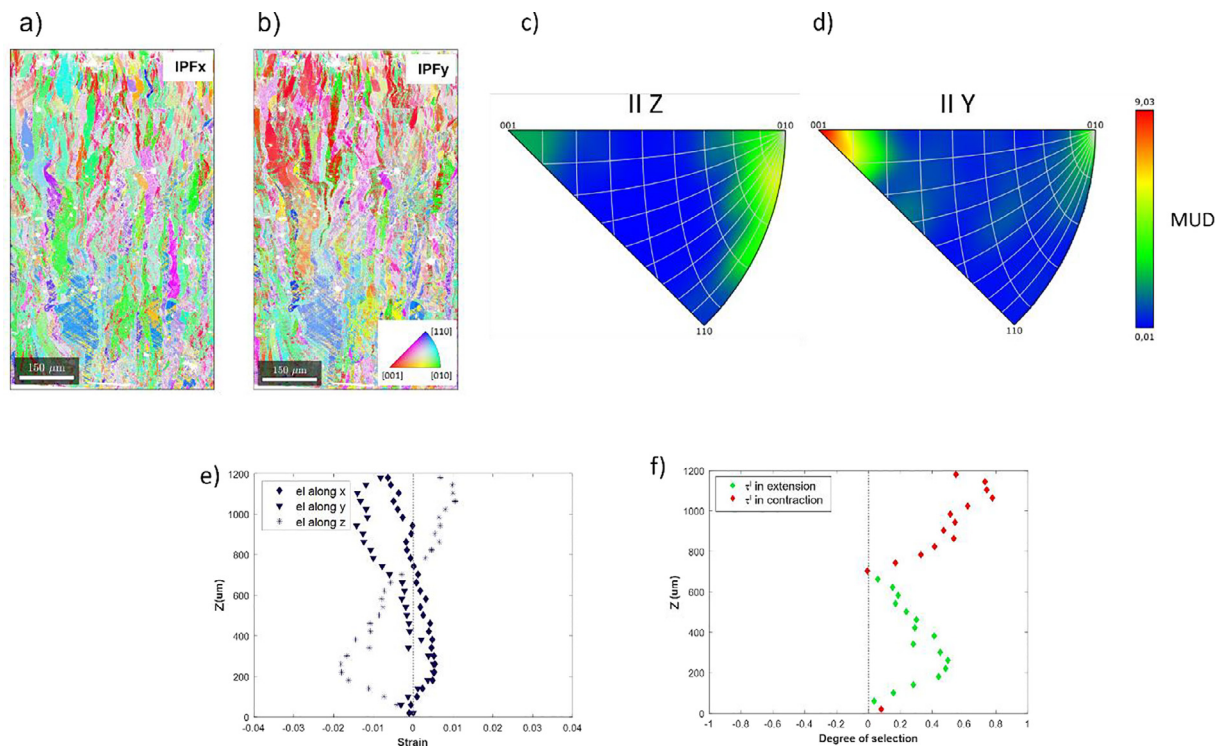 a)
b)
c)
d)
IPFx
IPFy
II Z
II Y
001
010
001
010
9,03
MUD
[110]
[001]
[010]
110
110
0,01
150 μm
150 μm
e)
f)
1200
1000
800
600
400
200
0
Z(um)
el along x
el along y
el along z
-0.04
-0.03
-0.02
-0.01
0
0.01
0.02
0.03
0.04
Strain
1200
1000
800
600
400
200
0
Z (um)
τᴵ in extension
τᴵ in contraction
-1
-0.8
-0.6
-0.4
-0.2
0
0.2
0.4
0.6
0.8
1
Degree of selection